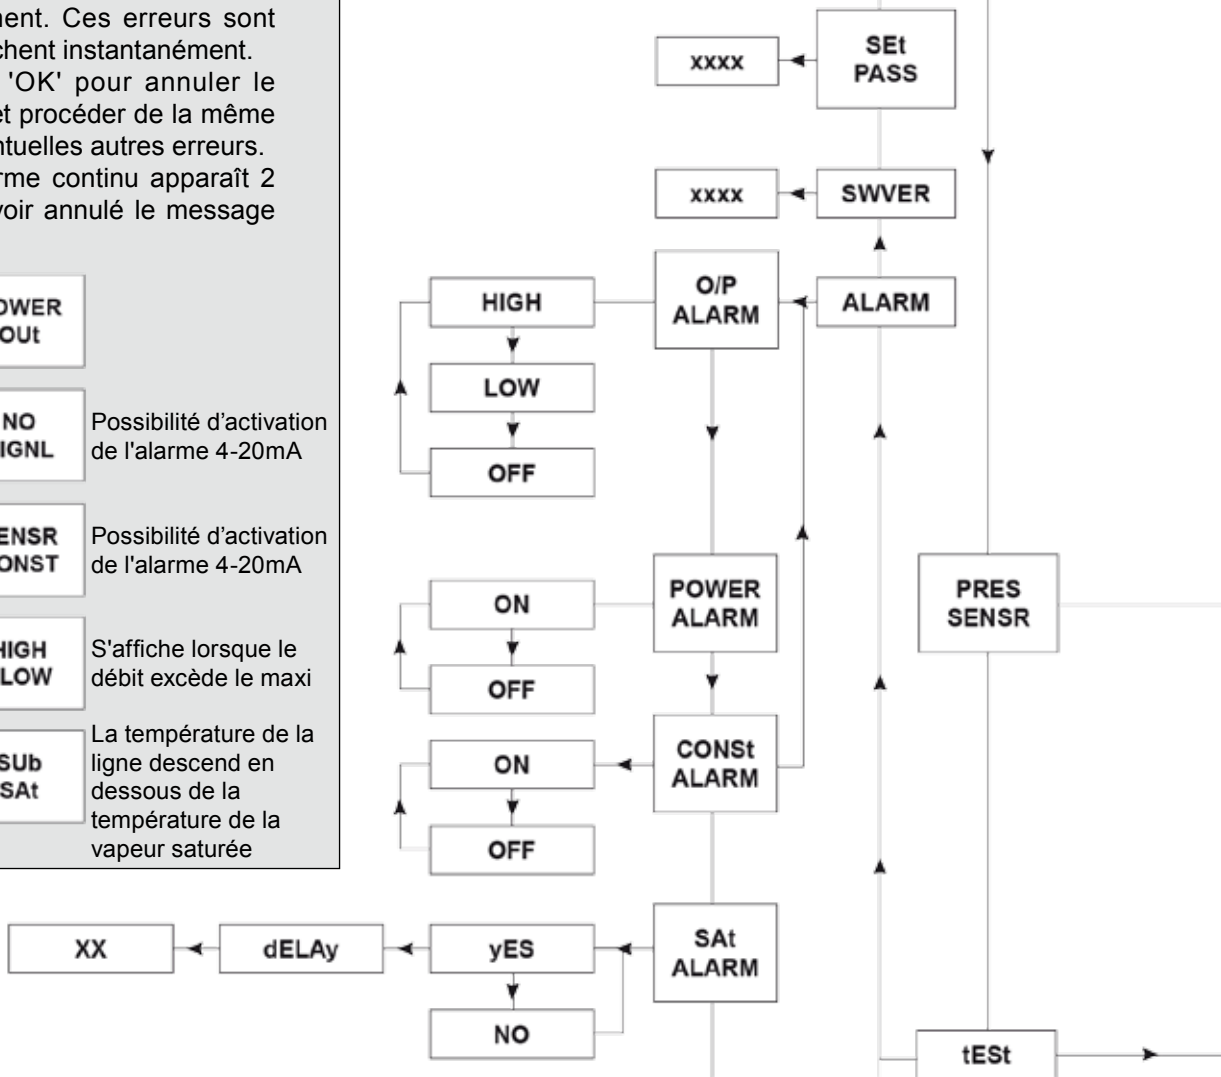 ment. Ces erreurs sont
chent instantanément.
'OK' pour annuler le
et procéder de la même
ntuelles autres erreurs.
rme continu apparaît 2
voir annulé le message
OWER
OUt
NO
IGNL
Possibilité d'activation
de l'alarme 4-20mA
ENSR
ONST
Possibilité d'activation
de l'alarme 4-20mA
HIGH
LOW
S'affiche lorsque le
débit excède le maxi
SUb
SAt
La température de la
ligne descend en
dessous de la
température de la
vapeur saturée
xxxx
SEt
PASS
xxxx
SWVER
HIGH
O/P
ALARM
ALARM
LOW
OFF
ON
POWER
ALARM
PRES
SENSR
OFF
ON
CONSt
ALARM
OFF
XX
dELAy
yES
SAt
ALARM
NO
tESt